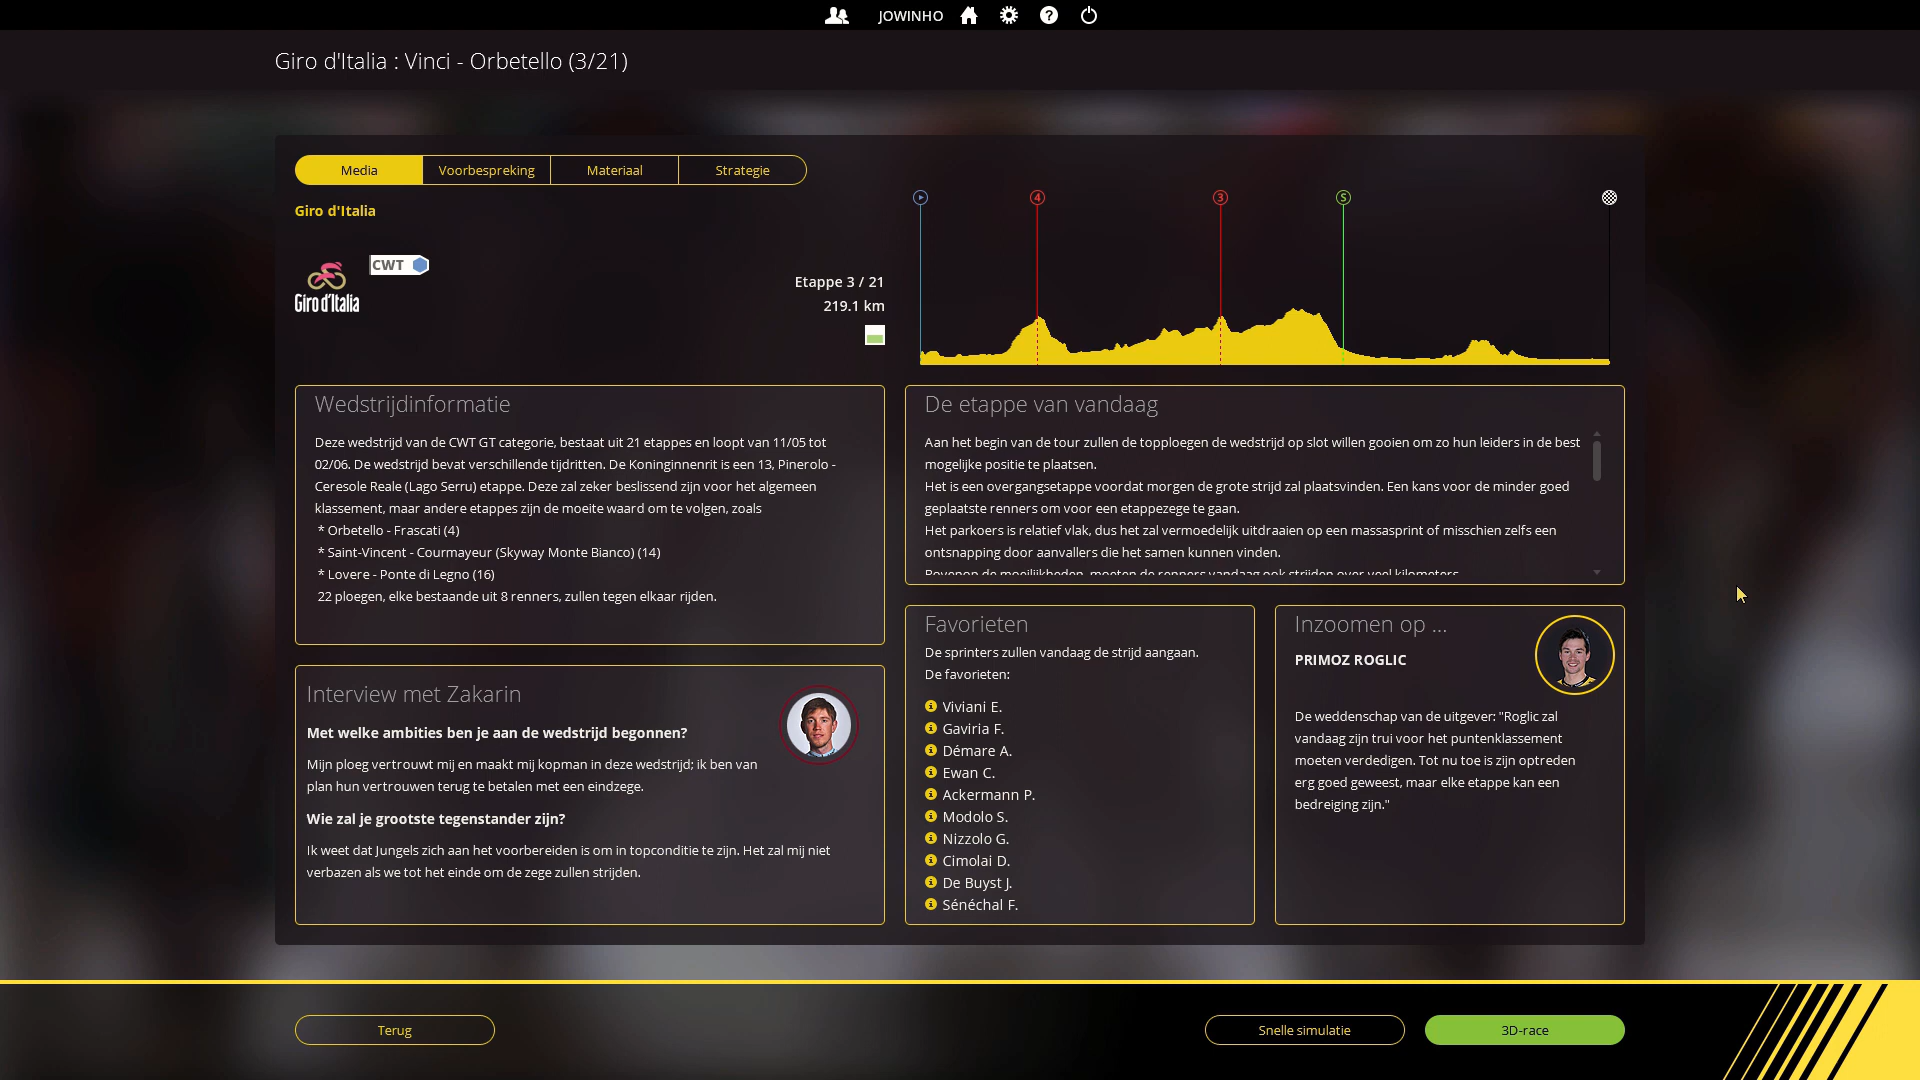 JOWINHO
Giro d'Italia : Vinci - Orbetello (3/21)
Media
Voorbespreking
Materiaal
Strategie
Giro d'Italia
CWT
Giro d'Italia
Etappe 3 / 21
219.1 km
4
3
S
Wedstrijdinformatie
Deze wedstrijd van de CWT GT categorie, bestaat uit 21 etappes en loopt van 11/05 tot
02/06. De wedstrijd bevat verschillende tijdritten. De Koninginnenrit is een 13, Pinerolo -
Ceresole Reale (Lago Serru) etappe. Deze zal zeker beslissend zijn voor het algemeen
klassement, maar andere etappes zijn de moeite waard om te volgen, zoals
* Orbetello - Frascati (4)
* Saint-Vincent - Courmayeur (Skyway Monte Bianco) (14)
* Lovere - Ponte di Legno (16)
22 ploegen, elke bestaande uit 8 renners, zullen tegen elkaar rijden.
De etappe van vandaag
Aan het begin van de tour zullen de topploegen de wedstrijd op slot willen gooien om zo hun leiders in de best
mogelijke positie te plaatsen.
Het is een overgangsetappe voordat morgen de grote strijd zal plaatsvinden. Een kans voor de minder goed
geplaatste renners om voor een etappezege te gaan.
Het parkoers is relatief vlak, dus het zal vermoedelijk uitdraaien op een massasprint of misschien zelfs een
ontsnapping door aanvallers die het samen kunnen vinden.
Bovenop de moeilijkheden, moeten de renners vandaag ook strijden over veel kilometers.
Interview met Zakarin
Met welke ambities ben je aan de wedstrijd begonnen?
Mijn ploeg vertrouwt mij en maakt mij kopman in deze wedstrijd; ik ben van
plan hun vertrouwen terug te betalen met een eindzege.
Wie zal je grootste tegenstander zijn?
Ik weet dat Jungels zich aan het voorbereiden is om in topconditie te zijn. Het zal mij niet
verbazen als we tot het einde om de zege zullen strijden.
Favorieten
De sprinters zullen vandaag de strijd aangaan.
De favorieten:
Viviani E.
Gaviria F.
Démare A.
Ewan C.
Ackermann P.
Modolo S.
Nizzolo G.
Cimolai D.
De Buyst J.
Sénéchal F.
Inzoomen op ...
PRIMOZ ROGLIC
De weddenschap van de uitgever: "Roglic zal
vandaag zijn trui voor het puntenklassement
moeten verdedigen. Tot nu toe is zijn optreden
erg goed geweest, maar elke etappe kan een
bedreiging zijn."
Terug
Snelle simulatie
3D-race